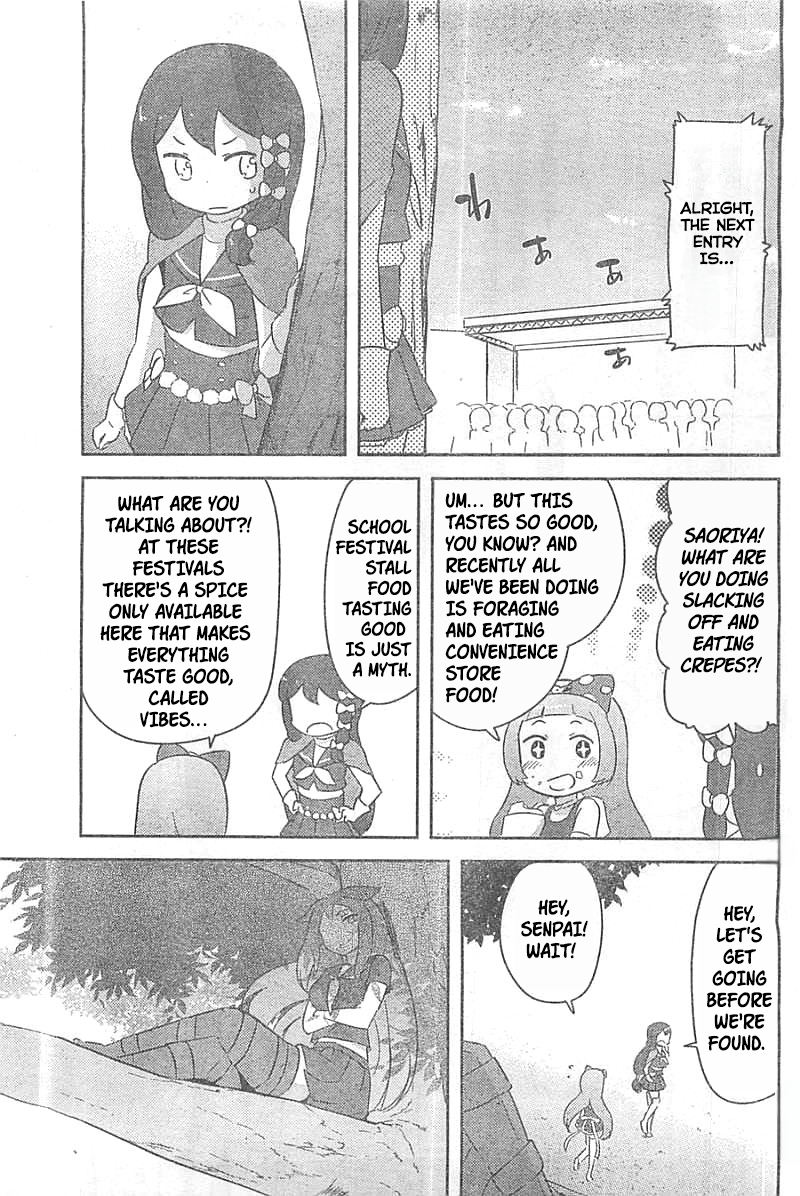 ALRIGHT,
THE NEXT
ENTRY
IS...
わ
あ
あ
あ
SAORIYA!
WHAT ARE
YOU DOING
SLACKING
OFF AND
EATING
CREPES?!
UM... BUT THIS
TASTES SO GOOD,
YOU KNOW? AND
RECENTLY ALL
WE'VE BEEN DOING
IS FORAGING
AND EATING
CONVENIENCE
STORE
FOOD!
SCHOOL
FESTIVAL
STALL
FOOD
TASTING
GOOD
IS JUST
A MYTH.
WHAT ARE YOU
TALKING ABOUT?!
AT THESE
FESTIVALS
THERE'S A SPICE
ONLY AVAILABLE
HERE THAT MAKES
EVERYTHING
TASTE GOOD,
CALLED
VIBES...
HEY,
LET'S
GET
GOING
BEFORE
WE'RE
FOUND.
HEY,
SENPAI!
WAIT!